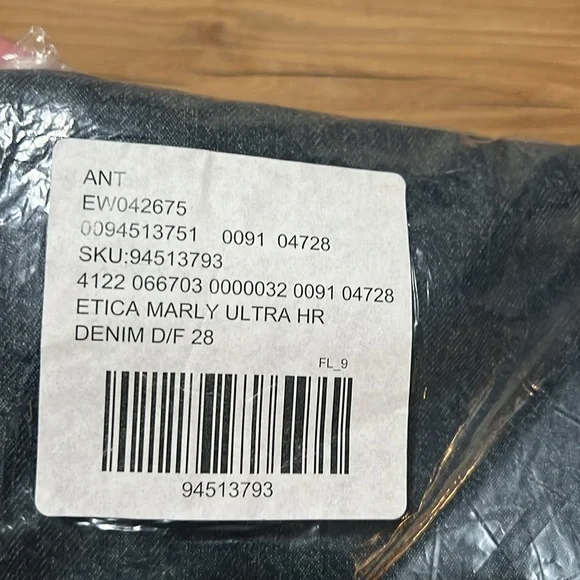 ANT
EW042675
0094513751 0091 04728
SKU:94513793
4122 066703 0000032 0091 04728
ETICA MARLY ULTRA HR
DENIM D/F 28
FL_9
94513793